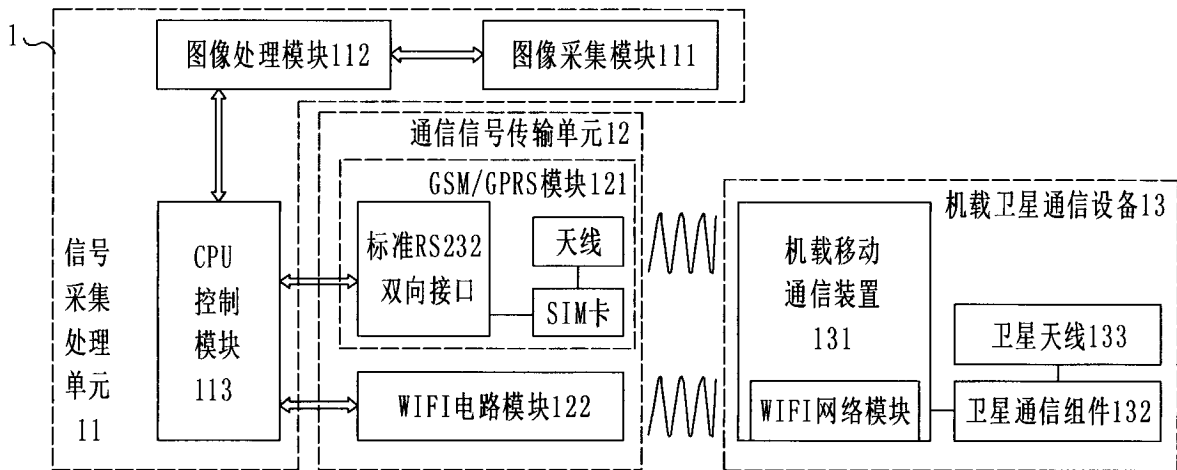 1
图像处理模块112
图像采集模块111
通信信号传输单元12
GSM/GPRS模块121
机载卫星通信设备13
信号
采集
处理
单元
11
CPU
控制
模块
113
标准RS232
双向接口
天线
SIM卡
WIFI电路模块122
机载移动
通信装置
131
WIFI网络模块
卫星天线133
卫星通信组件132